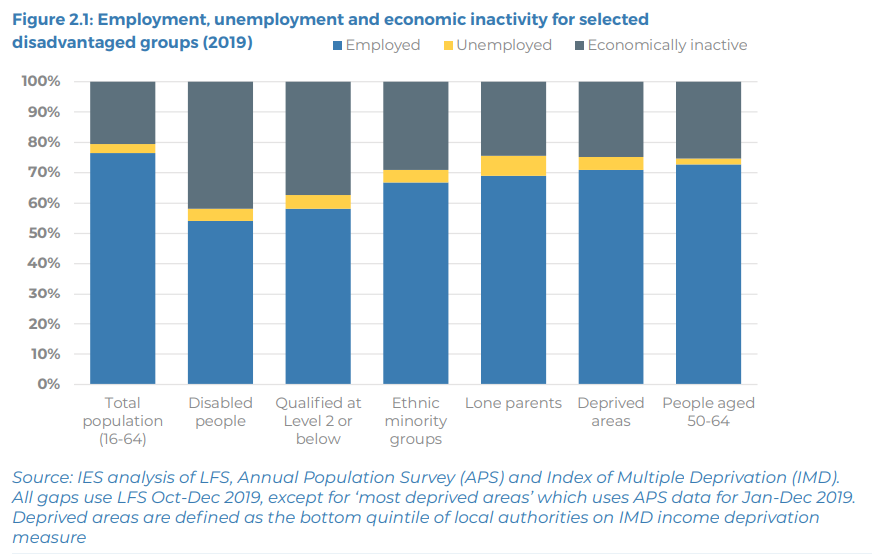 Figure 2.1: Employment, unemployment and economic inactivity for selected
disadvantaged groups (2019)
Employed Unemployed Economically inactive
100%
90%
80%
70%
60%
50%
40%
30%
20%
10%
0%
Total
population
(16-64)
Disabled
people
Qualified at
Level 2 or
below
Ethnic
minority
groups
Lone parents
Deprived
areas
People aged
50-64
Source: IES analysis of LFS, Annual Population Survey (APS) and Index of Multiple Deprivation (IMD).
All gaps use LFS Oct-Dec 2019, except for ‘most deprived areas’ which uses APS data for Jan-Dec 2019.
Deprived areas are defined as the bottom quintile of local authorities on IMD income deprivation
measure